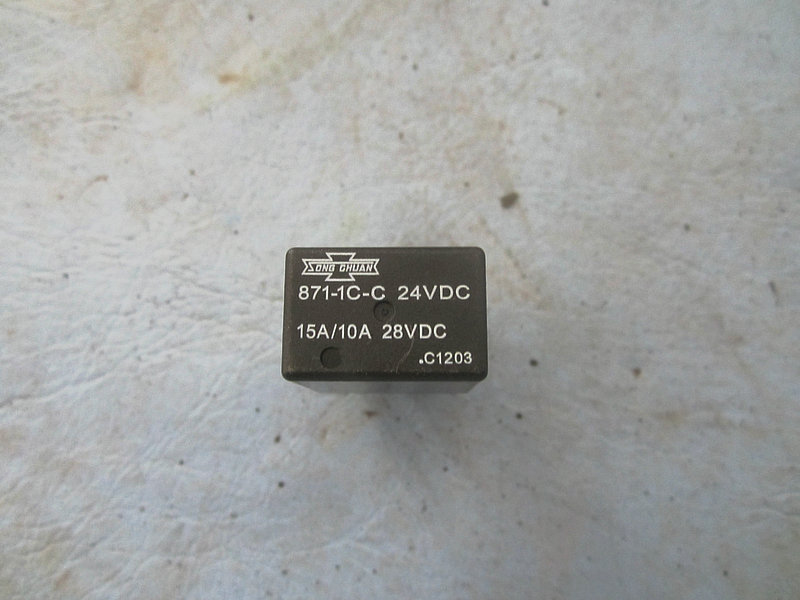 SONG CHUAN
871-1C-C 24VDC
15A/10A 28VDC
.C1203